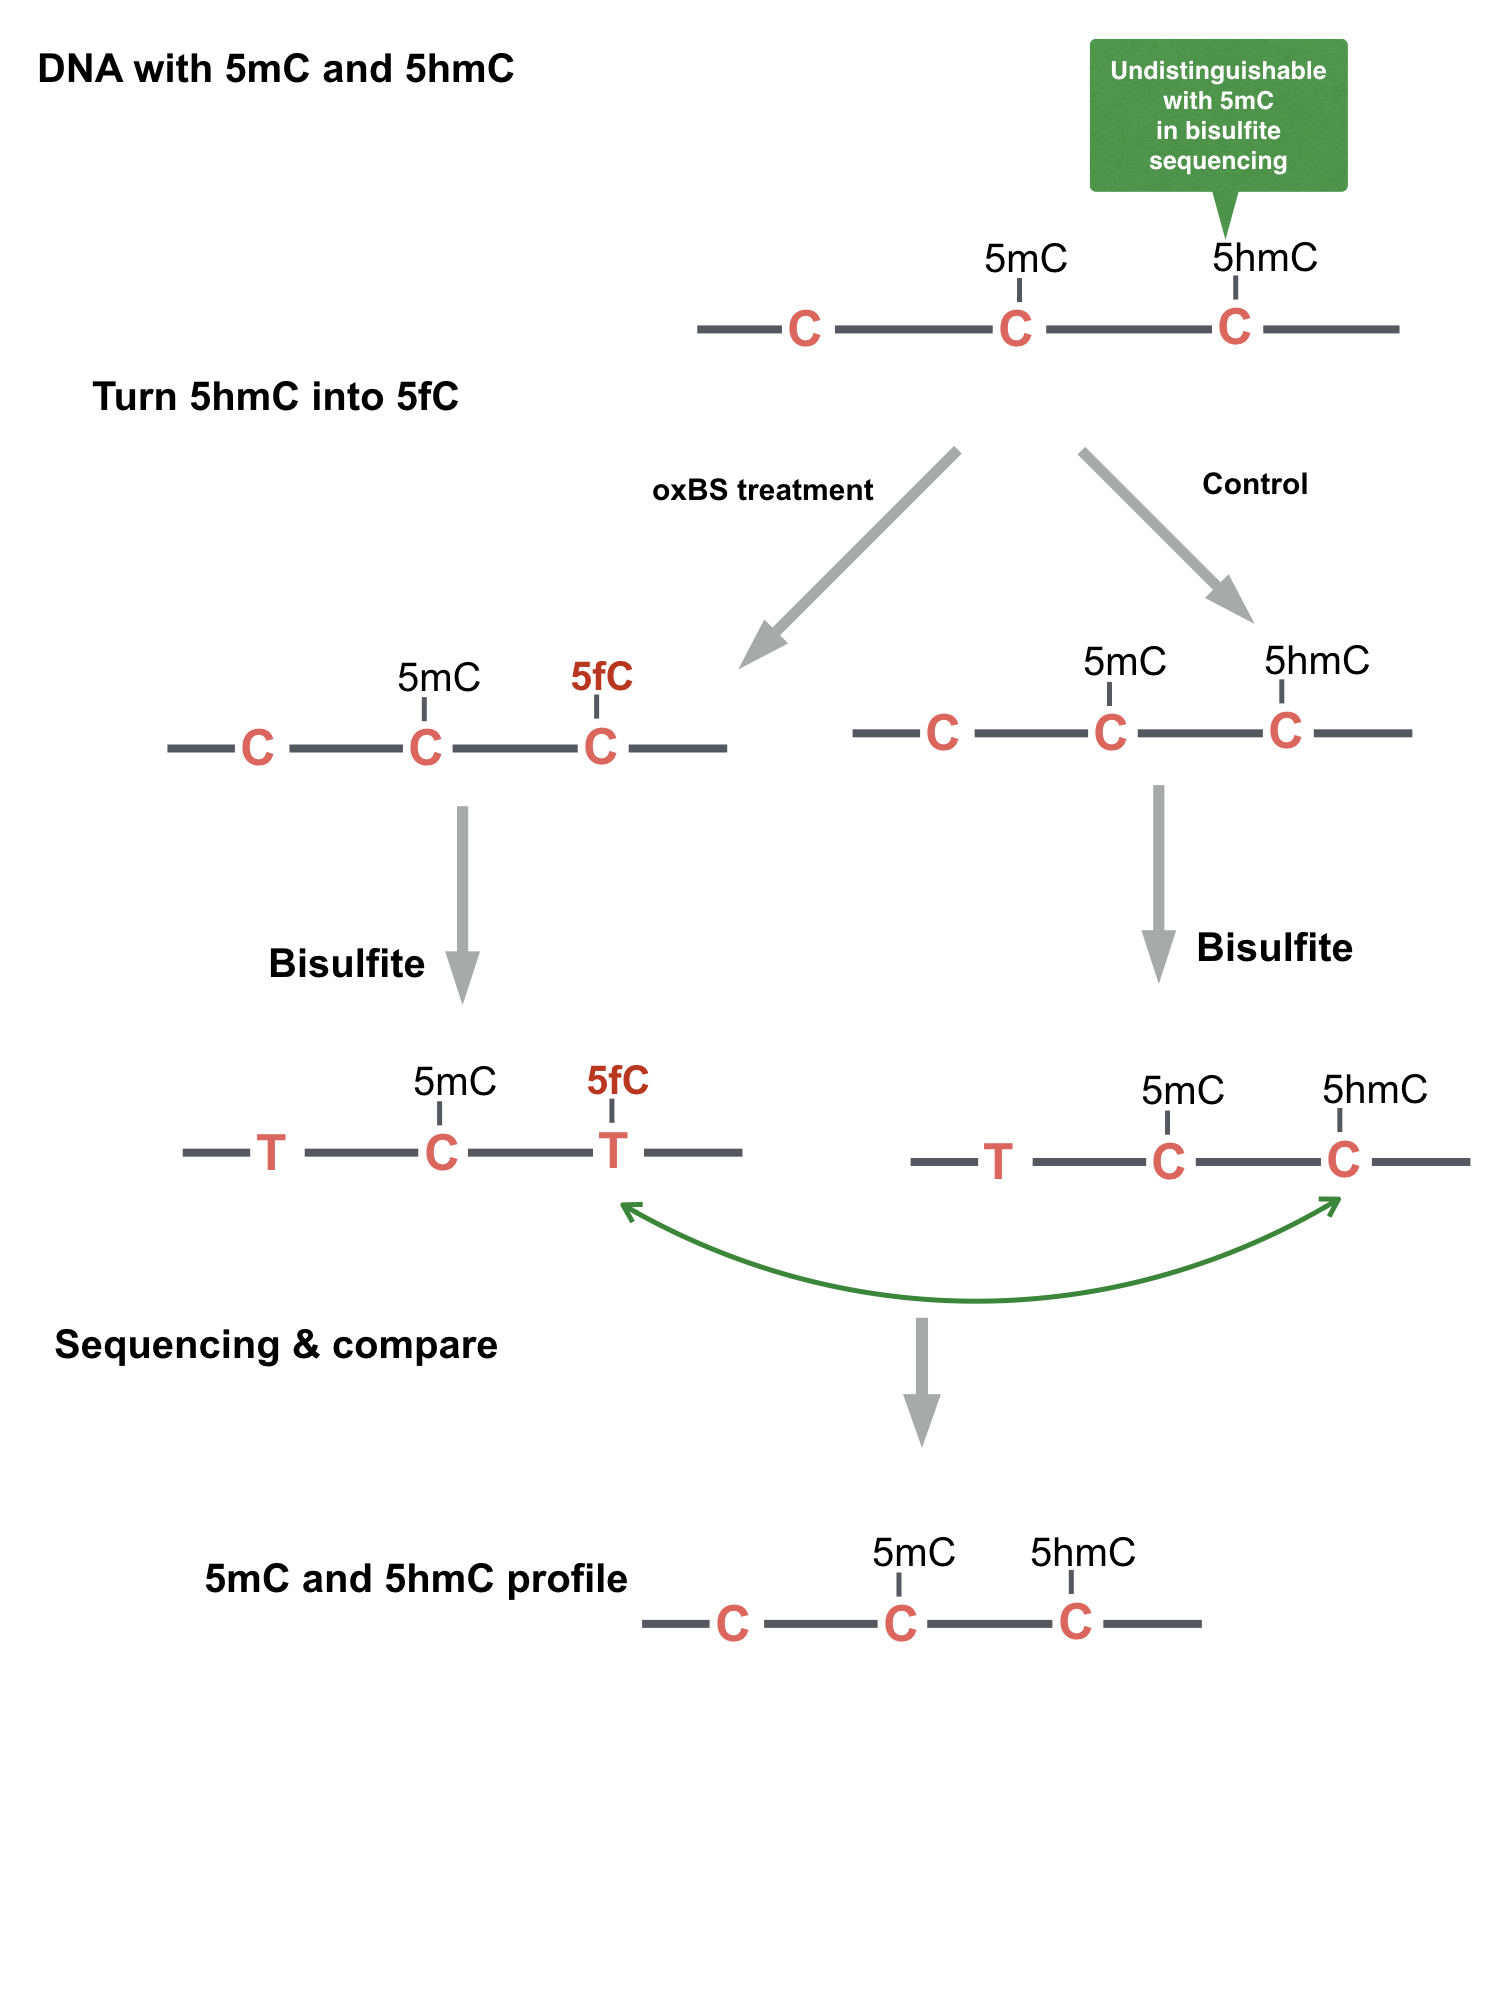 DNA with 5mC and 5hmC
Undistinguishable
with 5mC
in bisulfite
sequencing
5mC 5hmC
C C C
Turn 5hmC into 5fC
oxBS treatment
Control
5mC 5fC
C C C
5mC 5hmC
C C C
Bisulfite
Bisulfite
5mC 5fC
T C T
5mC 5hmC
T C C
Sequencing & compare
5mC 5hmC
5mC and 5hmC profile
C C C